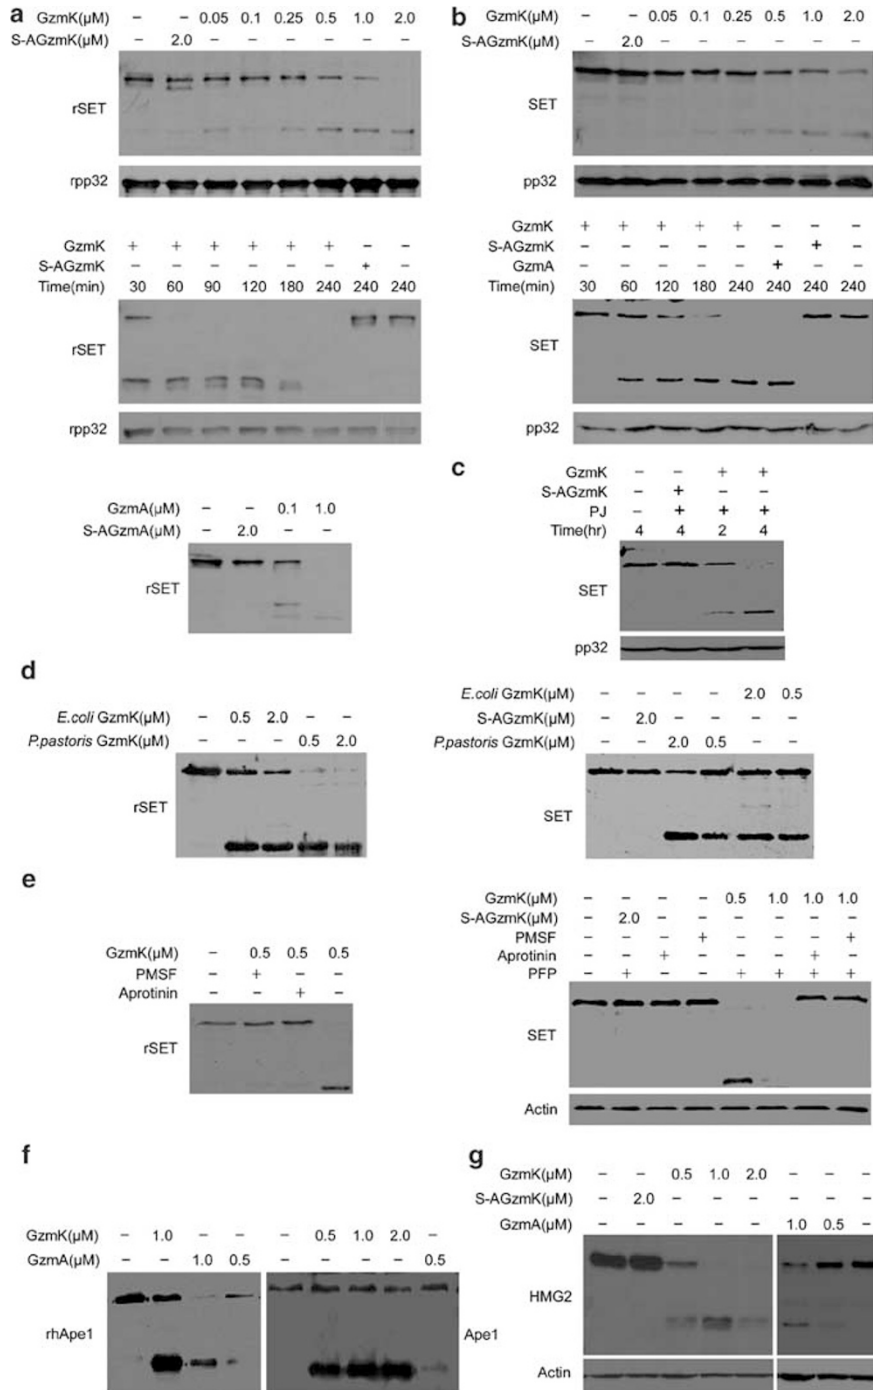 a
GzmK(μM) – – 0.05 0.1 0.25 0.5 1.0 2.0
S-AGzmK(μM) – 2.0 – – – – – –
rSET
rpp32
GzmK + + + + + + – –
S-AGzmK – – – – – – + –
Time(min) 30 60 90 120 180 240 240 240
rSET
rpp32
GzmA(μM) – – 0.1 1.0
S-AGzmA(μM) – 2.0 – –
rSET
b
GzmK(μM) – – 0.05 0.1 0.25 0.5 1.0 2.0
S-AGzmK(μM) – 2.0 – – – – – –
SET
pp32
GzmK + + + + + – – –
S-AGzmK – – – – – – + –
GzmA – – – – – + – –
Time(min) 30 60 120 180 240 240 240 240
SET
pp32
c
GzmK – – + +
S-AGzmK – + – –
PJ – + + +
Time(hr) 4 4 2 4
SET
pp32
d
E.coli GzmK(μM) – 0.5 2.0 – –
P.pastoris GzmK(μM) – – – 0.5 2.0
rSET
E.coli GzmK(μM) – – – – 2.0 0.5
S-AGzmK(μM) – 2.0 – – – –
P.pastoris GzmK(μM) – – 2.0 0.5 – –
SET
e
GzmK(μM) – 0.5 0.5 0.5
PMSF – + – –
Aprotinin – – + –
rSET
GzmK(μM) – – – – 0.5 1.0 1.0 1.0
S-AGzmK(μM) – 2.0 – – – – – –
PMSF – – – + – – – +
Aprotinin – – + – – – + –
PFP – + – – + + + +
SET
Actin
f
GzmK(μM) – 1.0 – – – 0.5 1.0 2.0 –
GzmA(μM) – – 1.0 0.5 – – – – 0.5
rhApe1
Ape1
g
GzmK(μM) – – 0.5 1.0 2.0 – – –
S-AGzmK(μM) – 2.0 – – – – – –
GzmA(μM) – – – – – 1.0 0.5 –
HMG2
Actin